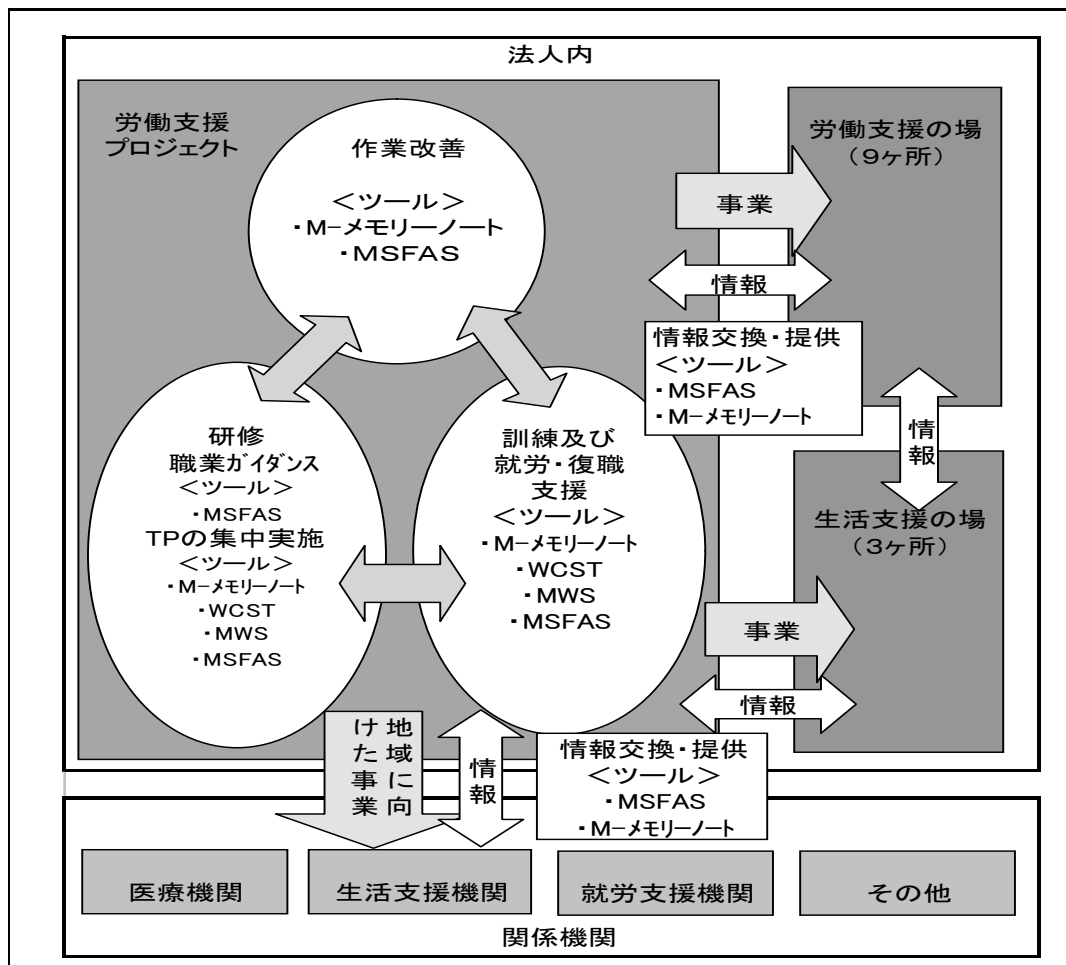 法人内
労働支援
プロジェクト
作業改善
＜ツール＞
・M−メモリーノート
・MSFAS
研修
職業ガイダンス
＜ツール＞
・MSFAS
TPの集中実施
＜ツール＞
・M−メモリーノート
・WCST
・MWS
・MSFAS
訓練及び
就労・復職
支援
＜ツール＞
・M−メモリーノート
・WCST
・MWS
・MSFAS
事業
情報
情報交換・提供
＜ツール＞
・MSFAS
・M−メモリーノート
労働支援の場
（9ヶ所）
情報
生活支援の場
（3ヶ所）
事業
情報
情報交換・提供
＜ツール＞
・MSFAS
・M−メモリーノート
地域に向
けた事業
情報
医療機関
生活支援機関
就労支援機関
その他
関係機関